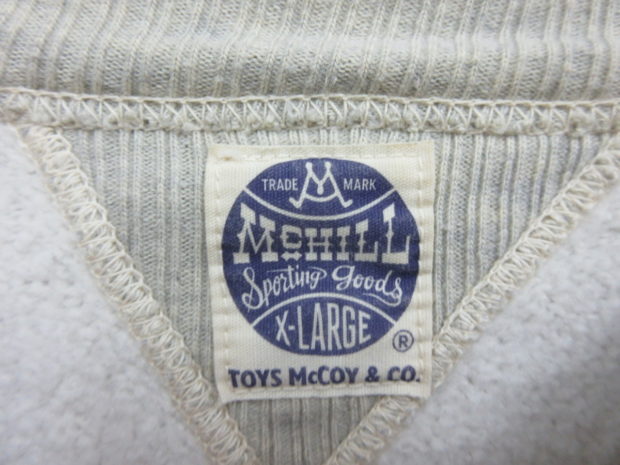 TRADE M MARK
McHILL
Sporting Goods
X-LARGE
®
TOYS McCOY & CO.